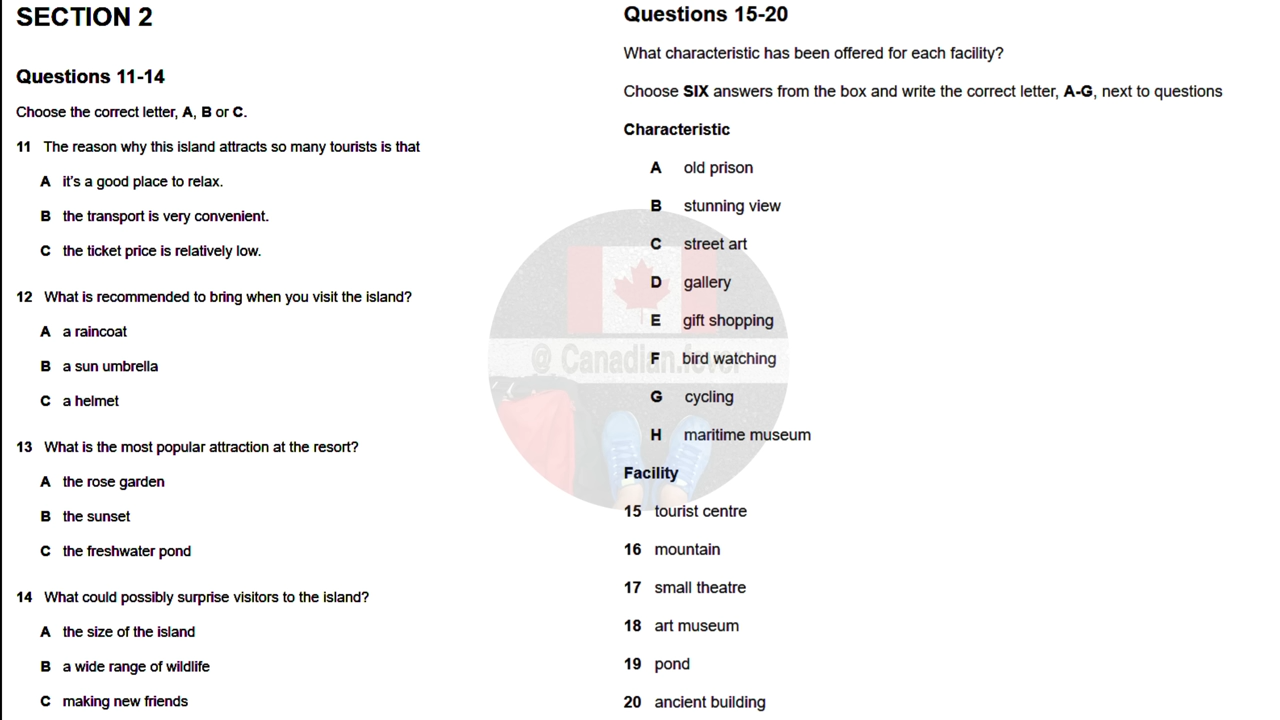 SECTION 2
Questions 11-14
Choose the correct letter, A, B or C.
11 The reason why this island attracts so many tourists is that
A it's a good place to relax.
B the transport is very convenient.
C the ticket price is relatively low.
12 What is recommended to bring when you visit the island?
A a raincoat
B a sun umbrella
C a helmet
13 What is the most popular attraction at the resort?
A the rose garden
B the sunset
C the freshwater pond
14 What could possibly surprise visitors to the island?
A the size of the island
B a wide range of wildlife
C making new friends
Questions 15-20
What characteristic has been offered for each facility?
Choose SIX answers from the box and write the correct letter, A-G, next to questions
Characteristic
A old prison
B stunning view
C street art
D gallery
E gift shopping
F bird watching
G cycling
H maritime museum
Facility
15 tourist centre
16 mountain
17 small theatre
18 art museum
19 pond
20 ancient building
@ Canadian.fever